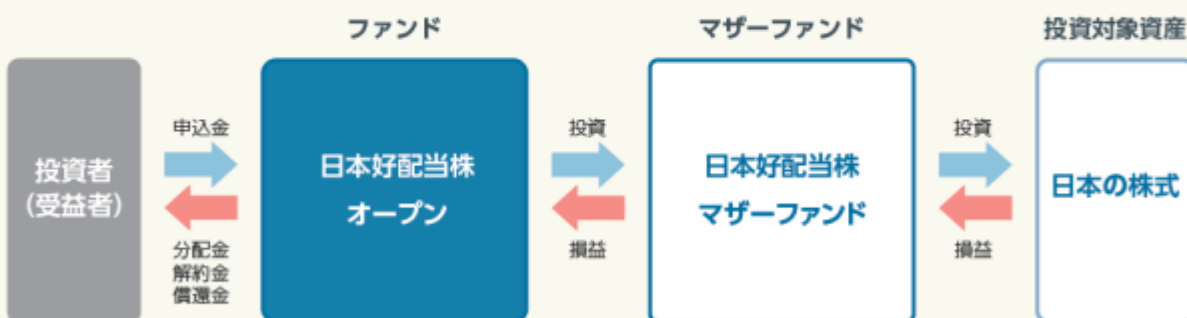 ファンド
マザーファンド
投資対象資産
投資者
(受益者)
申込金
分配金
解約金
償還金
日本好配当株
オープン
投資
損益
日本好配当株
マザーファンド
投資
損益
日本の株式